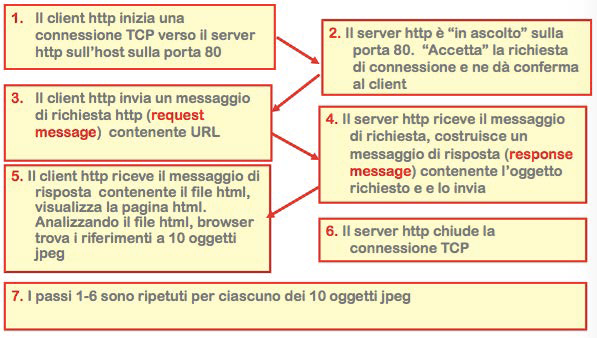 1. Il client http inizia una
connessione TCP verso il server
http sull'host sulla porta 80
2. Il server http è “in ascolto” sulla
porta 80. “Accetta” la richiesta
di connessione e ne dà conferma
al client
3. Il client http invia un messaggio
di richiesta http (request
message) contenente URL
4. Il server http riceve il messaggio
di richiesta, costruisce un
messaggio di risposta (response
message) contenente l'oggetto
richiesto e e lo invia
5. Il client http riceve il messaggio di
risposta contenente il file html,
visualizza la pagina html.
Analizzando il file html, browser
trova i riferimenti a 10 oggetti
jpeg
6. Il server http chiude la
connessione TCP
7. I passi 1-6 sono ripetuti per ciascuno dei 10 oggetti jpeg